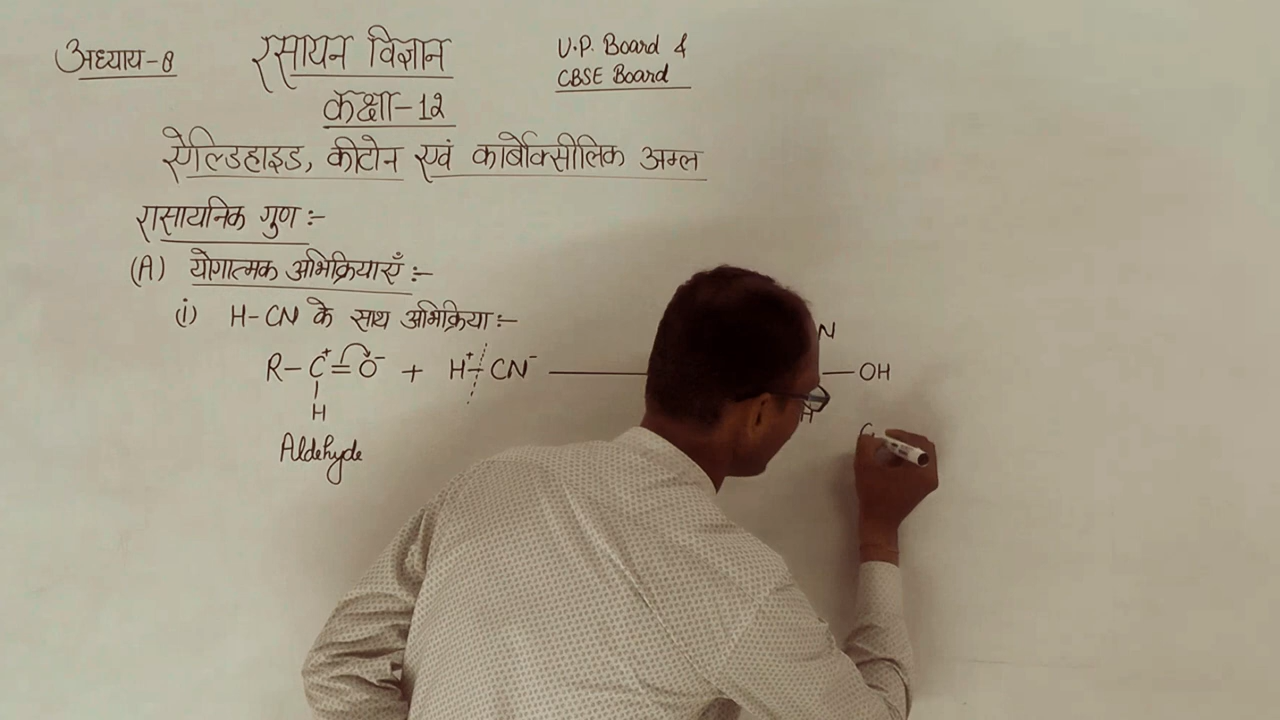 अध्याय-8
रसायन विज्ञान
U.P. Board &
CBSE Board
कक्षा-12
ऐल्डिहाइड, कीटोन एवं कार्बोक्सीलिक अम्ल
रासायनिक गुण :-
(A) योगात्मक अभिक्रियाएँ :-
(i) H-CN के साथ अभिक्रिया :-
N
R-C⁺=O⁻ + H⁺-CN⁻ —OH
H
H
Aldehyde
C